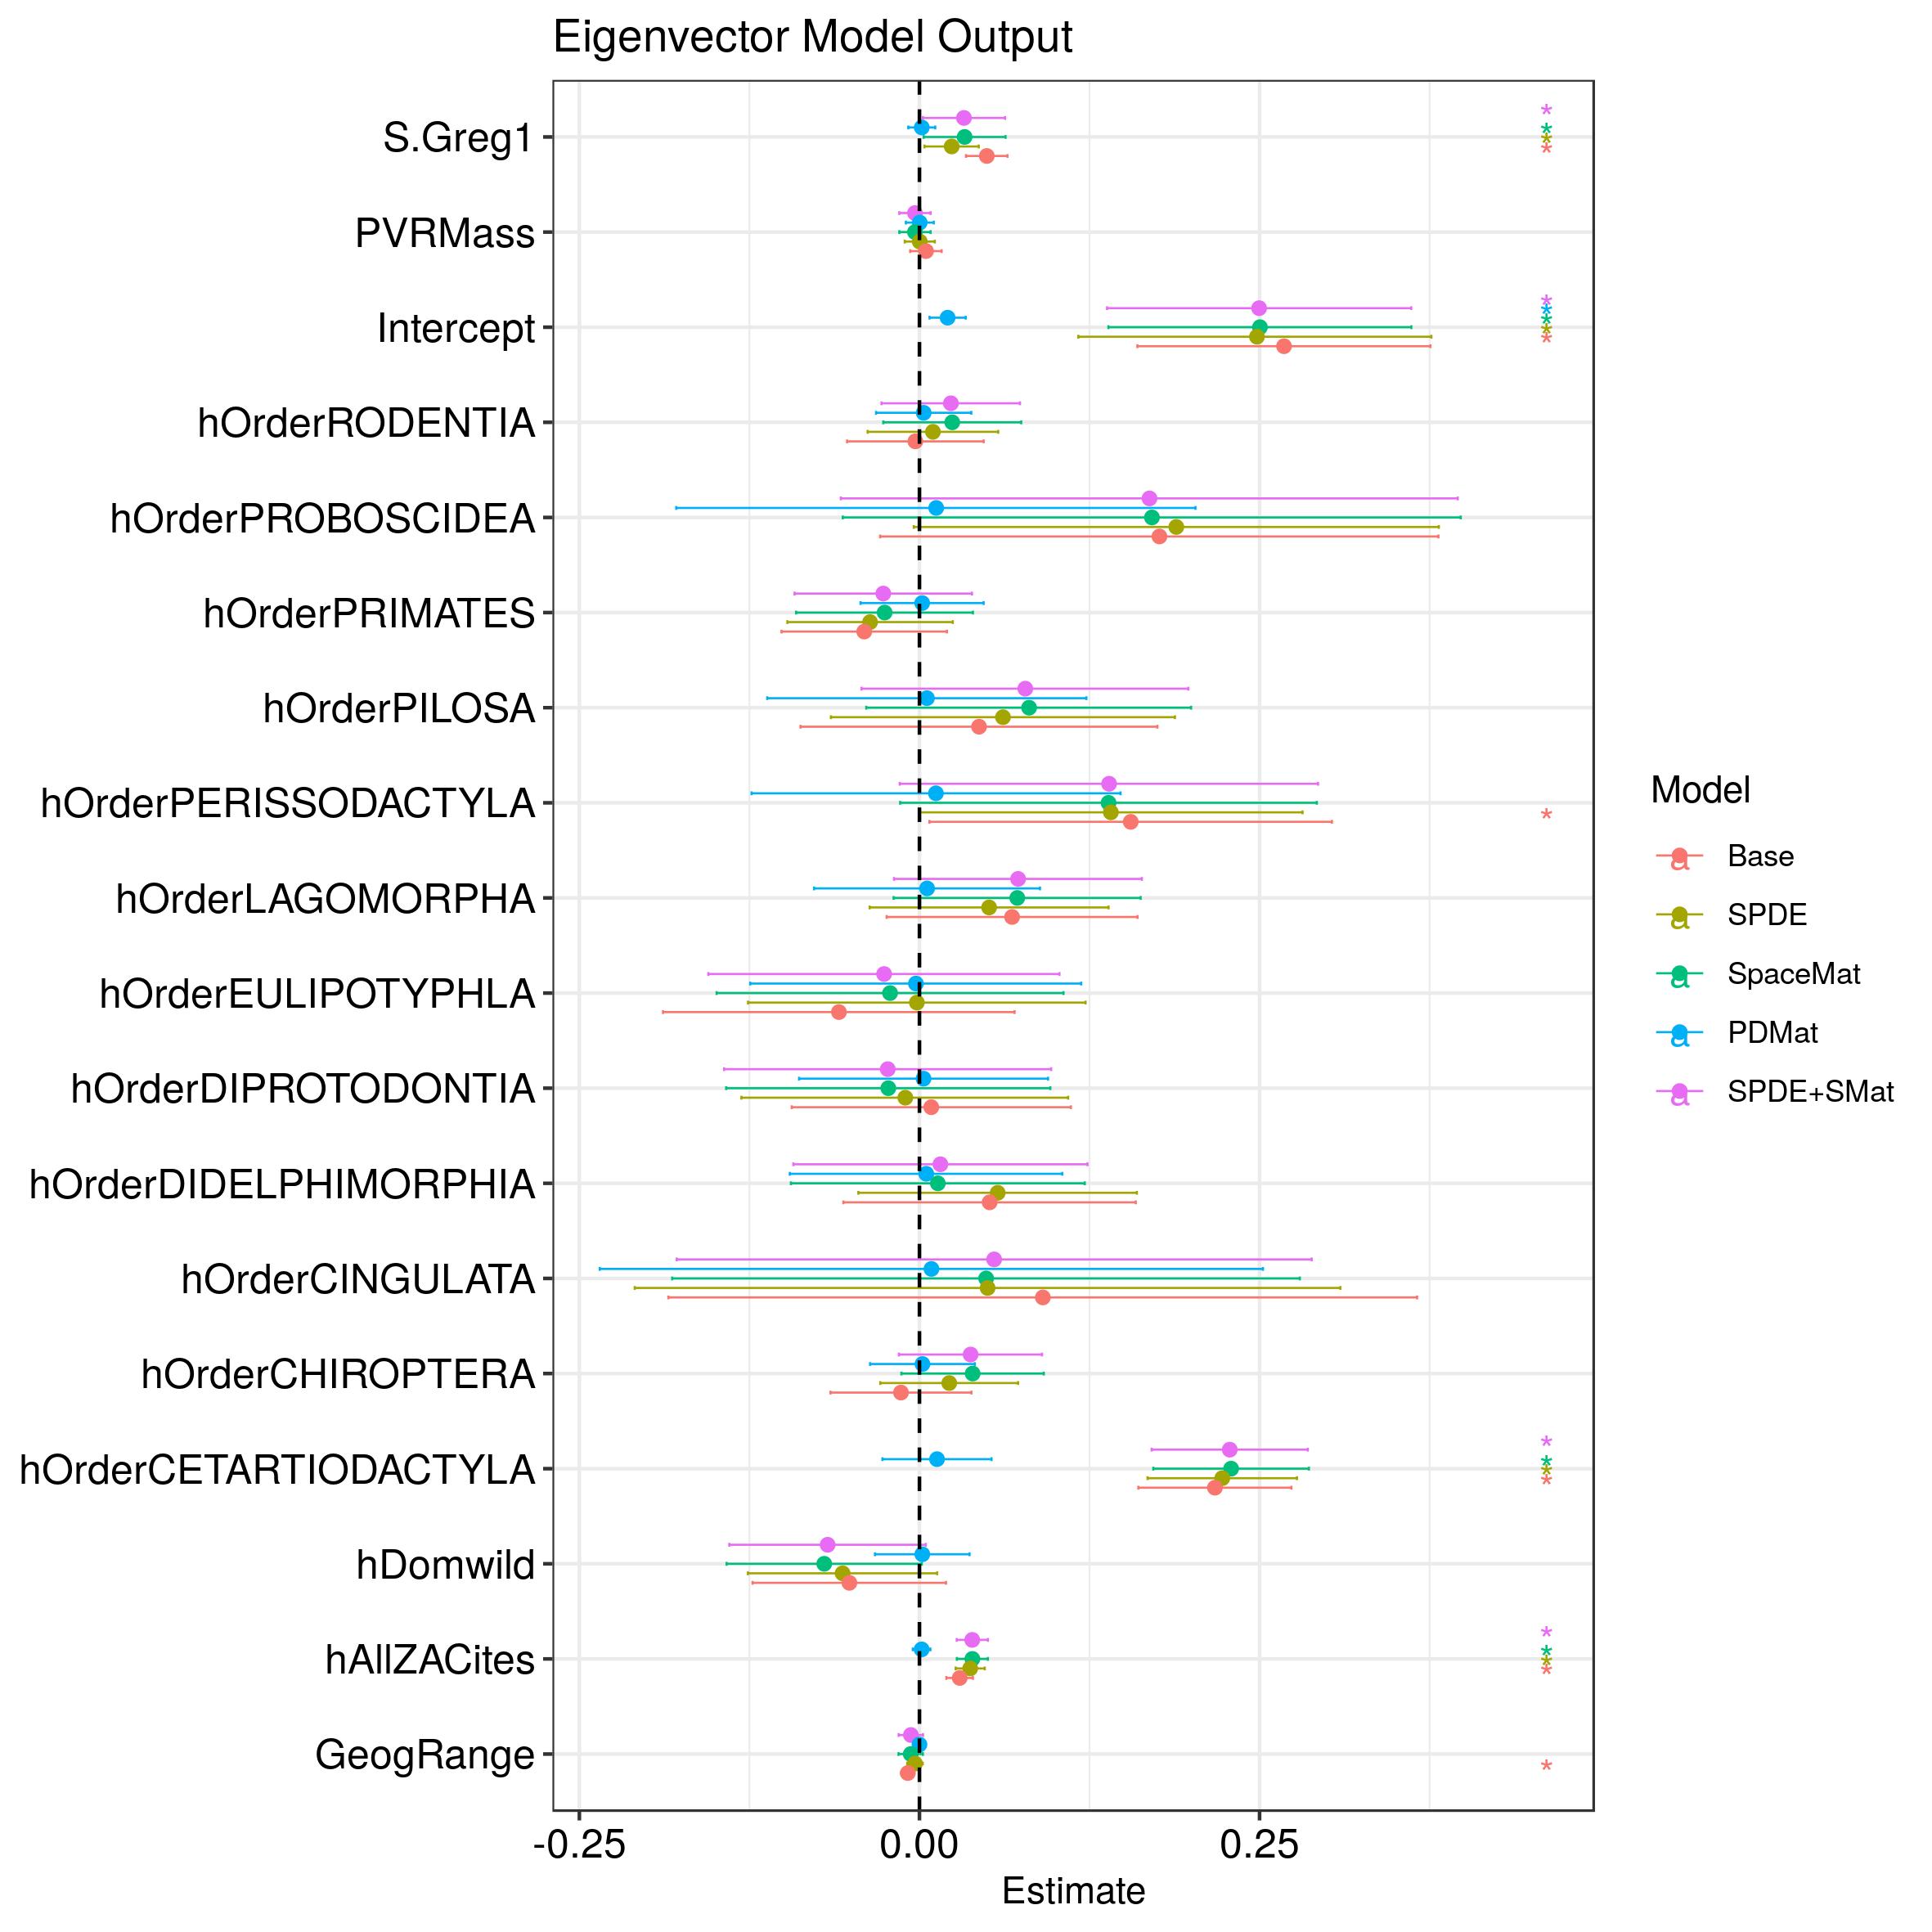 Eigenvector Model Output
S.Greg1
PVRMass
Intercept
hOrderRODENTIA
hOrderPROBOSCIDEA
hOrderPRIMATES
hOrderPILOSA
hOrderPERISSODACTYLA
hOrderLAGOMORPHA
hOrderEULIPOTYPHLA
hOrderDIPROTODONTIA
hOrderDIDELPHIMORPHIA
hOrderCINGULATA
hOrderCHIROPTERA
hOrderCETARTIODACTYLA
hDomwild
hAllZACites
GeogRange
-0.25 0.00 0.25
Estimate
Model
a Base
a SPDE
a SpaceMat
a PDMat
a SPDE+SMat